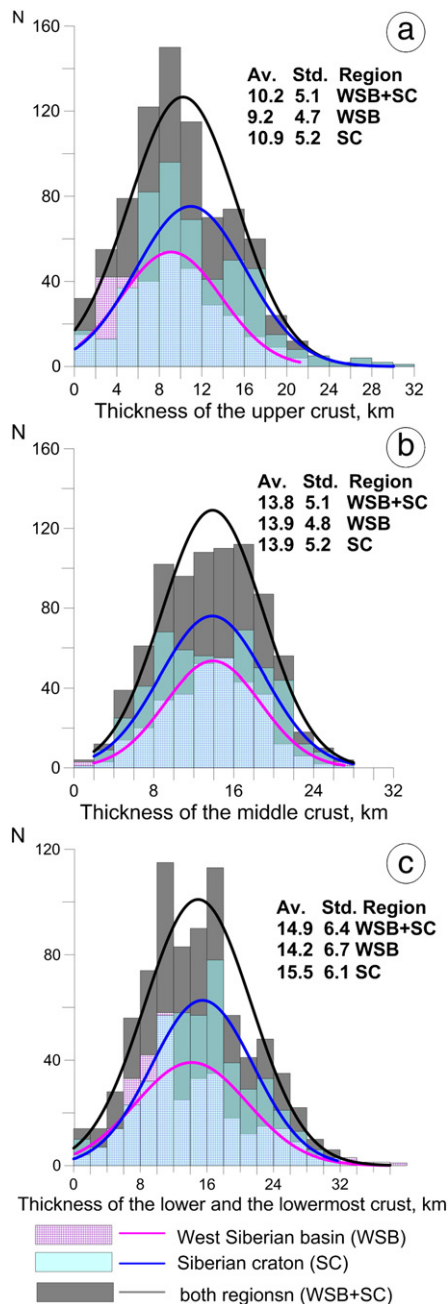 N
a
160
120
80
40
0
Av. Std. Region
10.2 5.1 WSB+SC
9.2 4.7 WSB
10.9 5.2 SC
0 4 8 12 16 20 24 28 32
Thickness of the upper crust, km
N
b
160
120
80
40
0
Av. Std. Region
13.8 5.1 WSB+SC
13.9 4.8 WSB
13.9 5.2 SC
0 8 16 24 32
Thickness of the middle crust, km
N
c
120
80
40
0
Av. Std. Region
14.9 6.4 WSB+SC
14.2 6.7 WSB
15.5 6.1 SC
0 8 16 24 32
Thickness of the lower and the lowermost crust, km
West Siberian basin (WSB)
Siberian craton (SC)
both regionsn (WSB+SC)